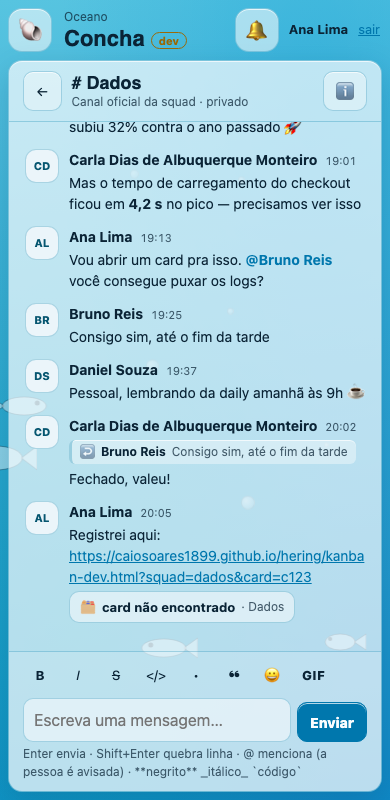 Oceano
Concha dev
Ana Lima sair
# Dados
Canal oficial da squad · privado
subiu 32% contra o ano passado 🚀
CD Carla Dias de Albuquerque Monteiro 19:01
Mas o tempo de carregamento do checkout
ficou em 4,2 s no pico — precisamos ver isso
AL Ana Lima 19:13
Vou abrir um card pra isso. @Bruno Reis
você consegue puxar os logs?
BR Bruno Reis 19:25
Consigo sim, até o fim da tarde
DS Daniel Souza 19:37
Pessoal, lembrando da daily amanhã às 9h ☕
CD Carla Dias de Albuquerque Monteiro 20:02
Bruno Reis Consigo sim, até o fim da tarde
Fechado, valeu!
AL Ana Lima 20:05
Registrei aqui:
https://caiosoares1899.github.io/hering/kanba
n-dev.html?squad=dados&card=c123
card não encontrado · Dados
B I S </> • ❝ 😀 GIF
Escreva uma mensagem... Enviar
Enter envia · Shift+Enter quebra linha · @ menciona (a
pessoa é avisada) · **negrito** _itálico_ `código`